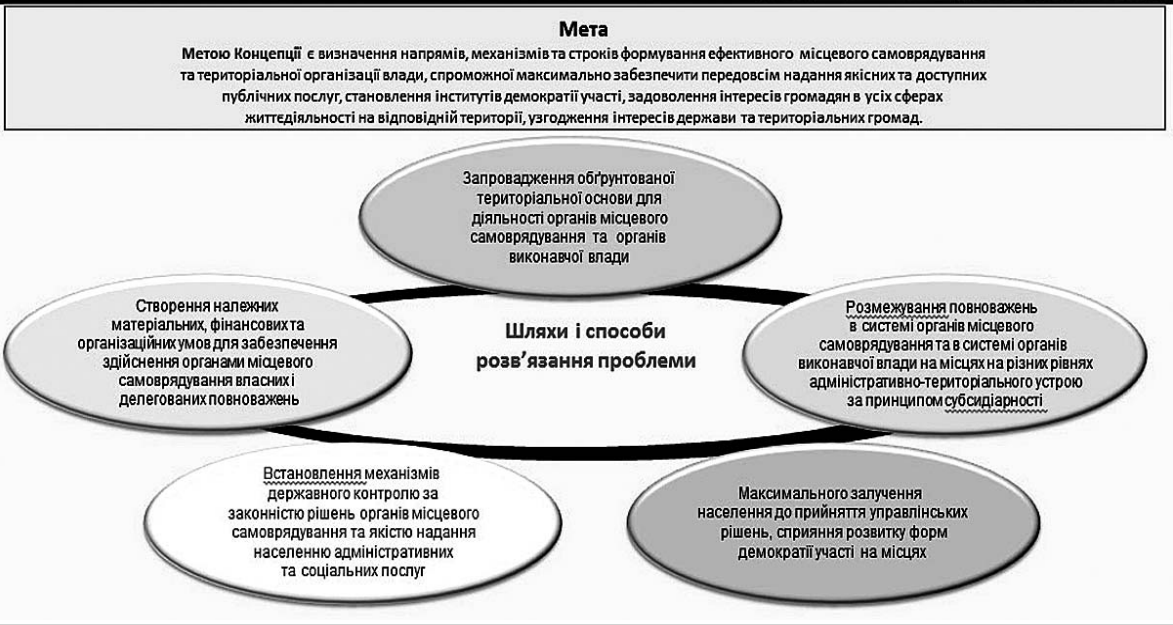 Мета
Метою Концепції є визначення напрямів, механізмів та строків формування ефективного місцевого самоврядування
та територіальної організації влади, спроможної максимально забезпечити передовсім надання якісних та доступних
публічних послуг, становлення інститутів демократії участі, задоволення інтересів громадян в усіх сферах
життєдіяльності на відповідній території, узгодження інтересів держави та територіальних громад.
Запровадження обґрунтованої
територіальної основи для
діяльності органів місцевого
самоврядування та органів
виконавчої влади
Створення належних
матеріальних, фінансових та
організаційних умов для забезпечення
здійснення органами місцевого
самоврядування власних і
делегованих повноважень
Шляхи і способи
розв’язання проблеми
Розмежування повноважень
в системі органів місцевого
самоврядування та в системі органів
виконавчої влади на місцях на різних рівнях
адміністративно-територіального устрою
за принципом субсидіарності
Встановлення механізмів
державного контролю за
законністю рішень органів місцевого
самоврядування та якістю надання
населенню адміністративних
та соціальних послуг
Максимального залучення
населення до прийняття управлінських
рішень, сприяння розвитку форм
демократії участі на місцях